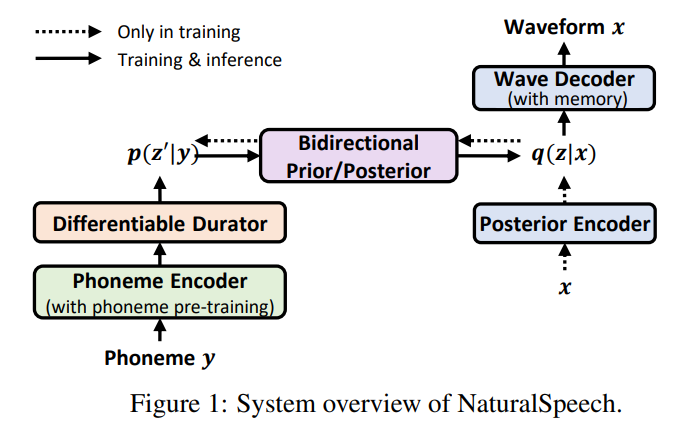 Only in training
Training & inference
Waveform x
Wave Decoder
(with memory)
p(z′|y)
Bidirectional
Prior/Posterior
q(z|x)
Differentiable Durator
Posterior Encoder
Phoneme Encoder
(with phoneme pre-training)
x
Phoneme y
Figure 1: System overview of NaturalSpeech.